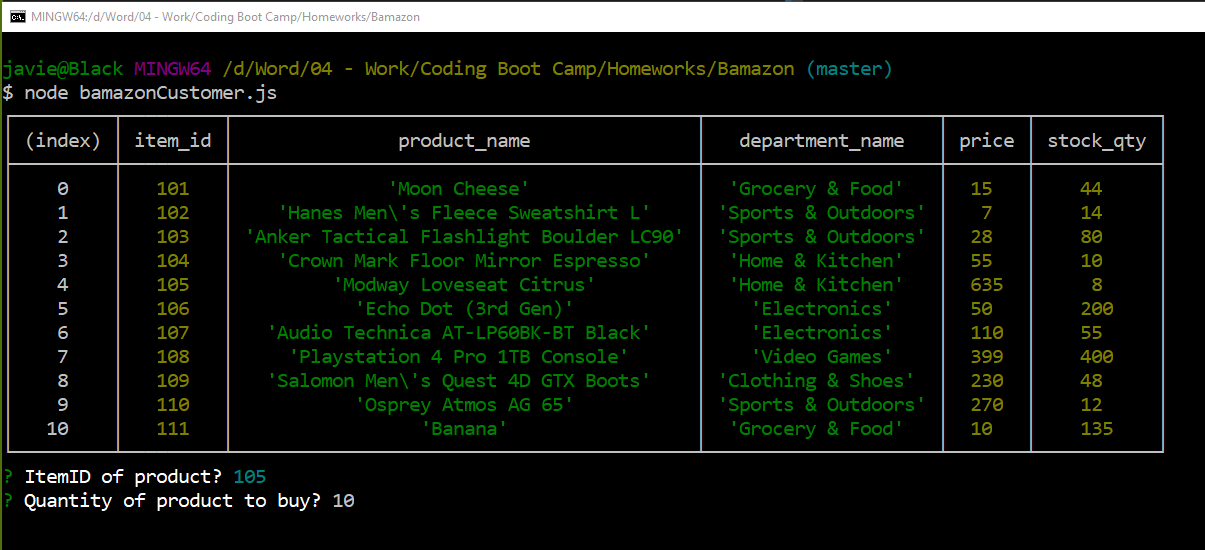 MINGW64:/d/Word/04 - Work/Coding Boot Camp/Homeworks/Bamazon
javie@Black MINGW64 /d/Word/04 - Work/Coding Boot Camp/Homeworks/Bamazon (master)
$ node bamazonCustomer.js
(index) item_id product_name department_name price stock_qty
0 101 'Moon Cheese' 'Grocery & Food' 15 44
1 102 'Hanes Men\'s Fleece Sweatshirt L' 'Sports & Outdoors' 7 14
2 103 'Anker Tactical Flashlight Boulder LC90' 'Sports & Outdoors' 28 80
3 104 'Crown Mark Floor Mirror Espresso' 'Home & Kitchen' 55 10
4 105 'Modway Loveseat Citrus' 'Home & Kitchen' 635 8
5 106 'Echo Dot (3rd Gen)' 'Electronics' 50 200
6 107 'Audio Technica AT-LP60BK-BT Black' 'Electronics' 110 55
7 108 'Playstation 4 Pro 1TB Console' 'Video Games' 399 400
8 109 'Salomon Men\'s Quest 4D GTX Boots' 'Clothing & Shoes' 230 48
9 110 'Osprey Atmos AG 65' 'Sports & Outdoors' 270 12
10 111 'Banana' 'Grocery & Food' 10 135
? ItemID of product? 105
? Quantity of product to buy? 10